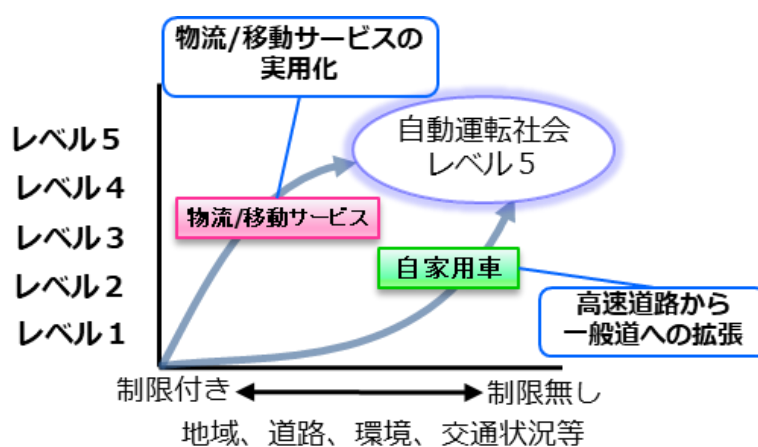 物流/移動サービスの
実用化
レベル５
レベル４
レベル３
レベル２
レベル１
自動運転社会
レベル５
物流/移動サービス
自家用車
高速道路から
一般道への拡張
制限付き
制限無し
地域、道路、環境、交通状況等